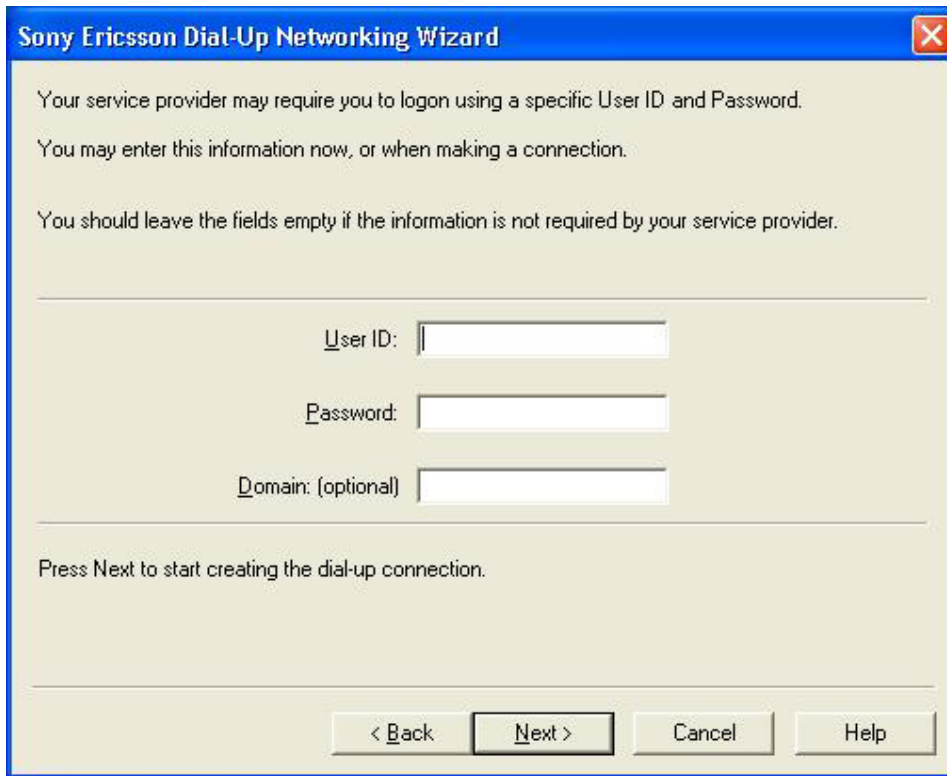 Sony Ericsson Dial-Up Networking Wizard
Your service provider may require you to logon using a specific User ID and Password.
You may enter this information now, or when making a connection.
You should leave the fields empty if the information is not required by your service provider.
User ID:
Password:
Domain: (optional)
Press Next to start creating the dial-up connection.
< Back Next > Cancel Help